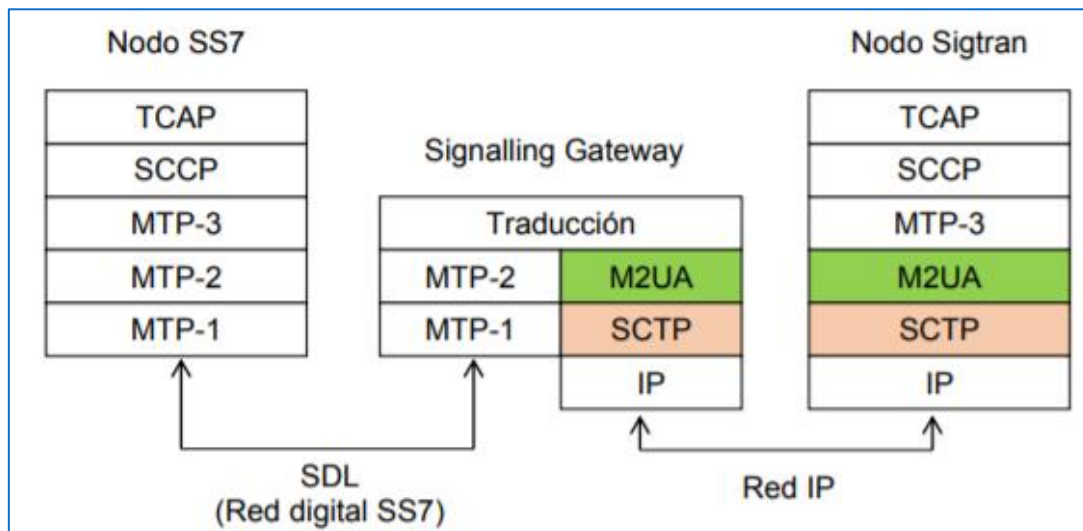 Nodo SS7
TCAP
SCCP
MTP-3
MTP-2
MTP-1
Signalling Gateway
Traducción
MTP-2
M2UA
MTP-1
SCTP
IP
Nodo Sigtran
TCAP
SCCP
MTP-3
M2UA
SCTP
IP
SDL
(Red digital SS7)
Red IP